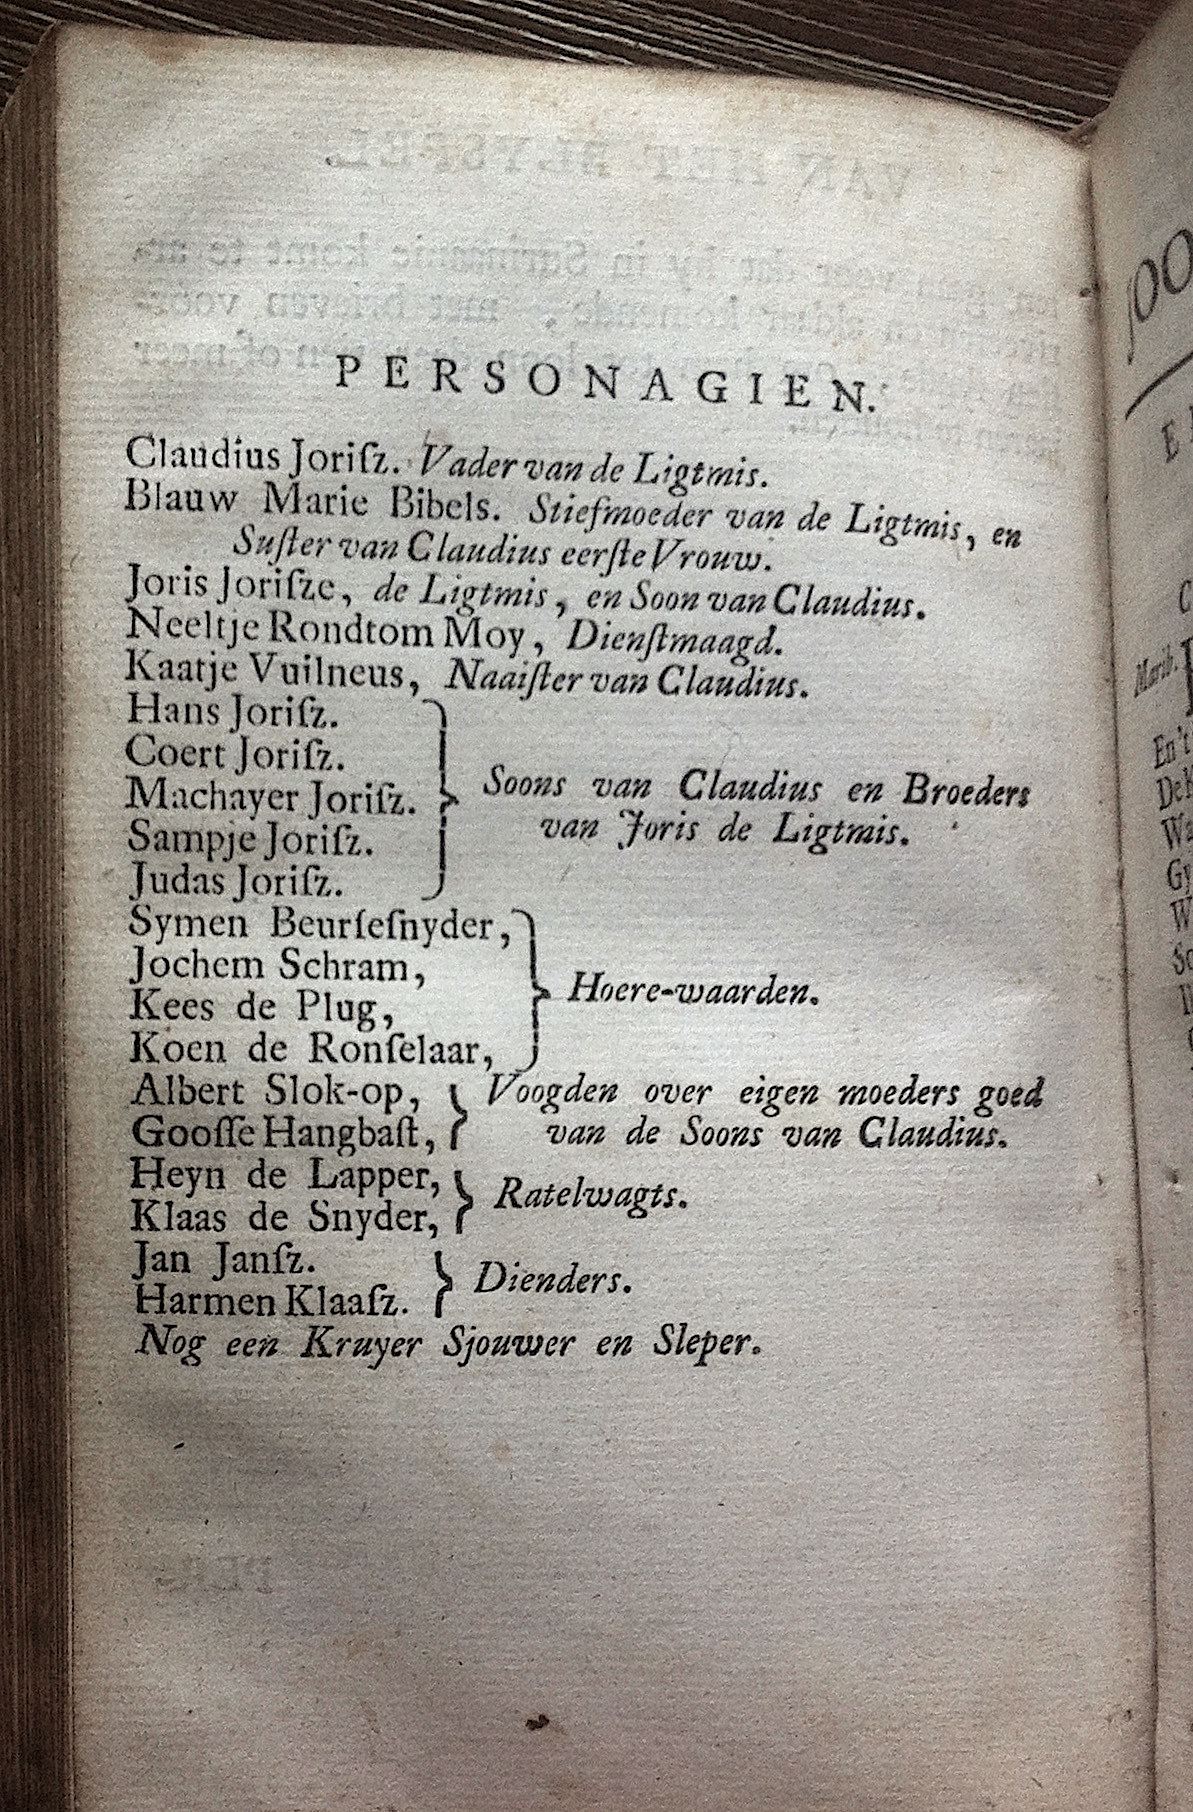 PERSONAGIEN.
Claudius Joriſz. Vader van de Ligtmis.
Blauw Marie Bibels. Stiefmoeder van de Ligtmis, en
Suſter van Claudius eerſte Vrouw.
Joris Joriſze, de Ligtmis, en Soon van Claudius.
Neeltje Rondtom Moy, Dienſtmaagd.
Kaatje Vuilneus, Naaiſter van Claudius.
Hans Joriſz.
Coert Joriſz.
Machayer Joriſz.
Sampje Joriſz.
Judas Joriſz.
Soons van Claudius en Broeders
van Joris de Ligtmis.
Symen Beurſeſnyder,
Jochem Schram,
Kees de Plug,
Koen de Ronſelaar,
Hoere-waarden.
Albert Slok-op,
Gooſſe Hangbaſt,
Voogden over eigen moeders goed
van de Soons van Claudius.
Heyn de Lapper,
Klaas de Snyder,
Ratelwagts.
Jan Janſz.
Harmen Klaaſz.
Dienders.
Nog een Kruyer Sjouwer en Sleper.